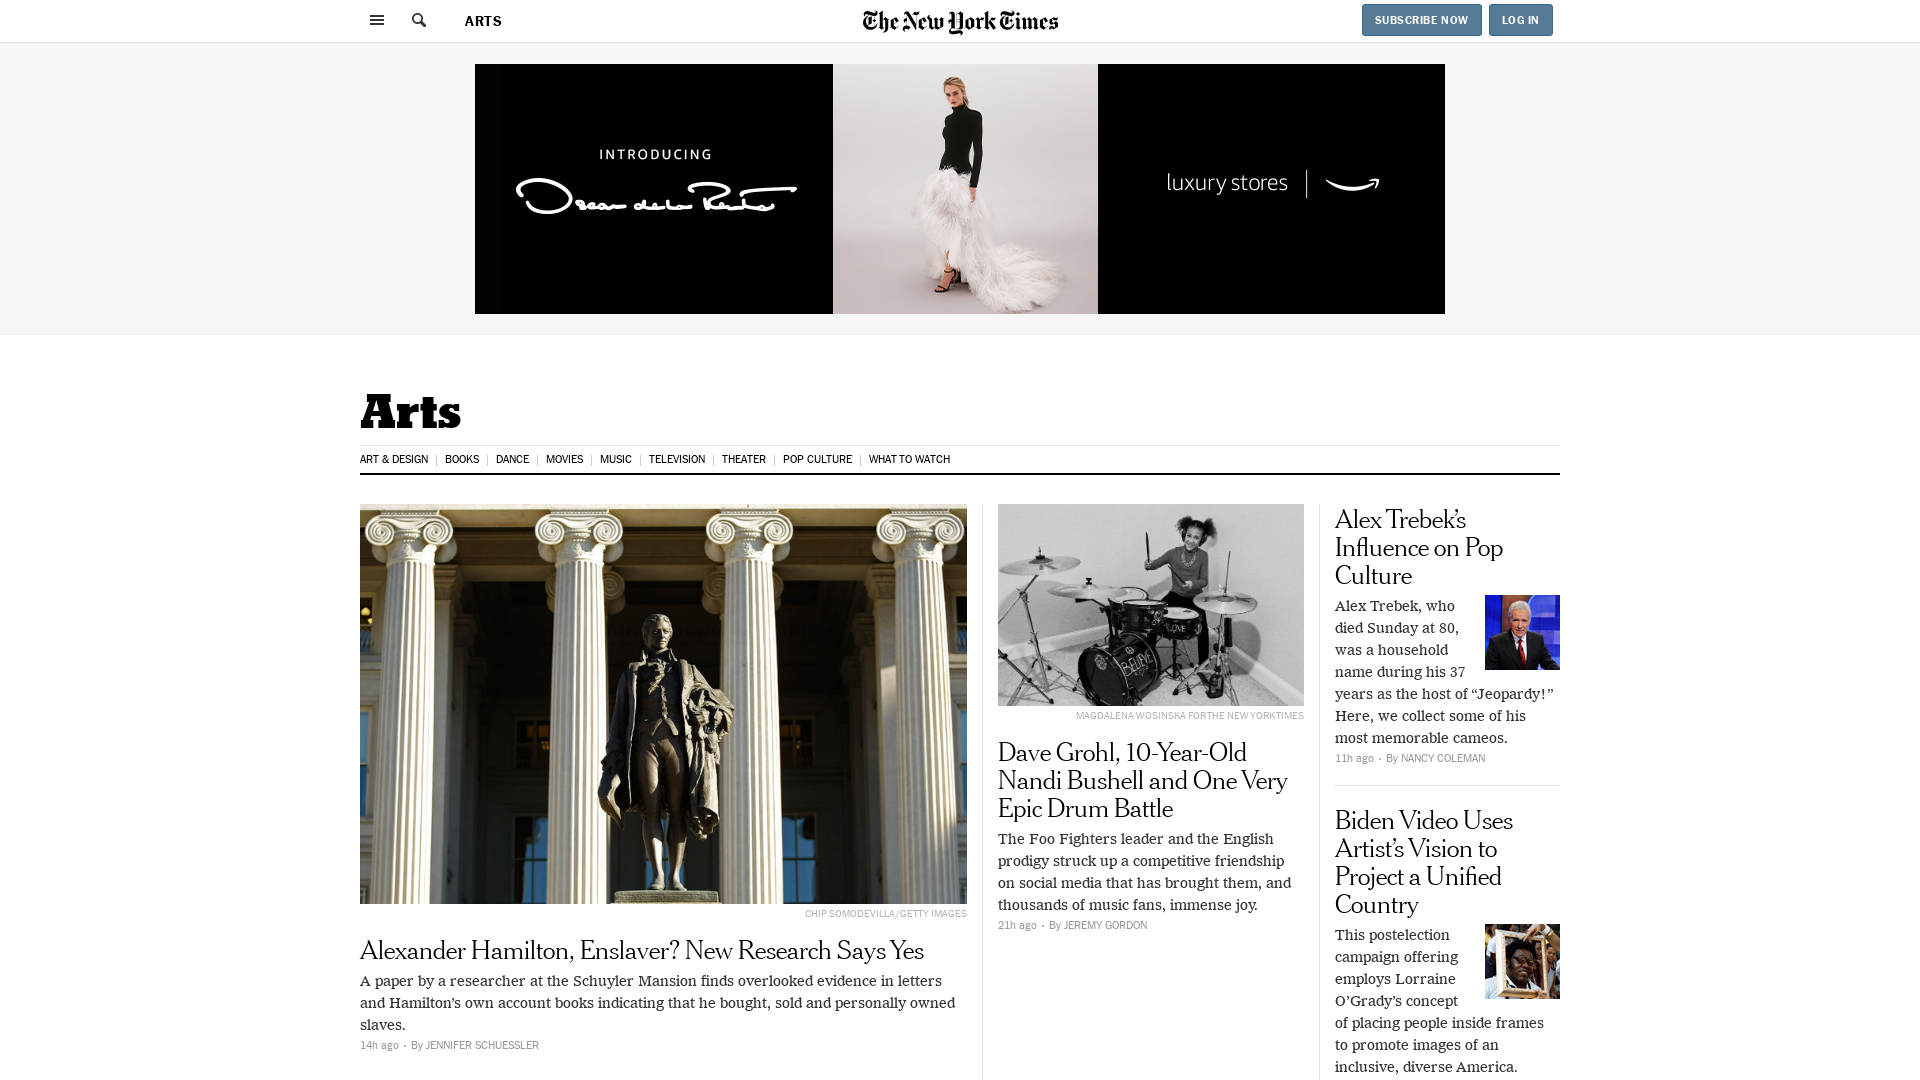 ARTS
The New York Times
SUBSCRIBE NOW
LOG IN
INTRODUCING
Oscar de la Renta
luxury stores
Arts
ART & DESIGN
BOOKS
DANCE
MOVIES
MUSIC
TELEVISION
THEATER
POP CULTURE
WHAT TO WATCH
CHIP SOMODEVILLA/GETTY IMAGES
Alexander Hamilton, Enslaver? New Research Says Yes
A paper by a researcher at the Schuyler Mansion finds overlooked evidence in letters
and Hamilton’s own account books indicating that he bought, sold and personally owned
slaves.
14h ago • By JENNIFER SCHUESSLER
LOVE
BELIEVE
MAGDALENA WOSINSKA FOR THE NEW YORK TIMES
Dave Grohl, 10-Year-Old
Nandi Bushell and One Very
Epic Drum Battle
The Foo Fighters leader and the English
prodigy struck up a competitive friendship
on social media that has brought them, and
thousands of music fans, immense joy.
21h ago • By JEREMY GORDON
Alex Trebek’s
Influence on Pop
Culture
Alex Trebek, who
died Sunday at 80,
was a household
name during his 37
years as the host of “Jeopardy!”
Here, we collect some of his
most memorable cameos.
11h ago • By NANCY COLEMAN
Biden Video Uses
Artist’s Vision to
Project a Unified
Country
This postelection
campaign offering
employs Lorraine
O’Grady’s concept
of placing people inside frames
to promote images of an
inclusive, diverse America.